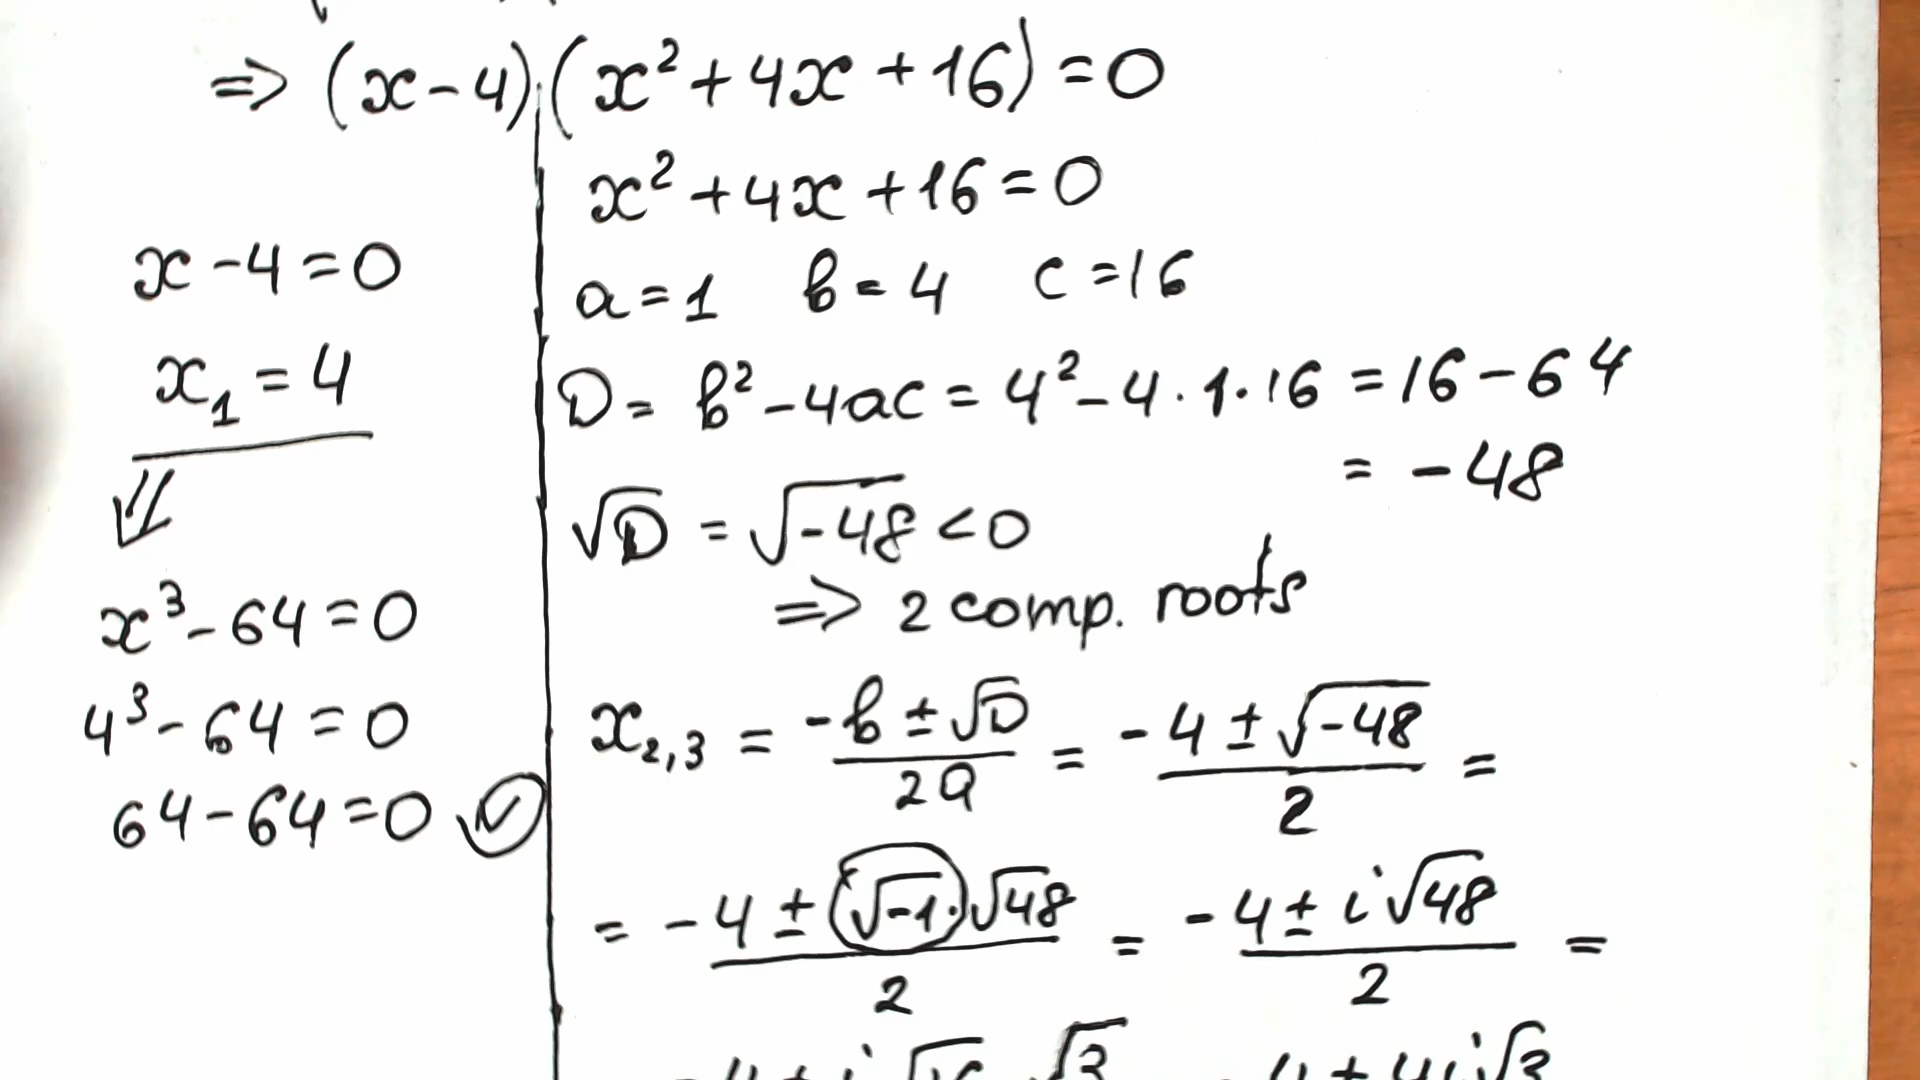 => (x-4)·(x²+4x+16)=0
x-4=0
x₁=4
x³-64=0
4³-64=0
64-64=0
x²+4x+16=0
a=1 b=4 c=16
D=b²-4ac=4²-4·1·16=16-64
=-48
√D=√-48<0
=> 2 comp. roots
x₂,₃=(-b±√D)/2a=(-4±√-48)/2=
=(-4±√-1·√48)/2=(-4±i√48)/2=